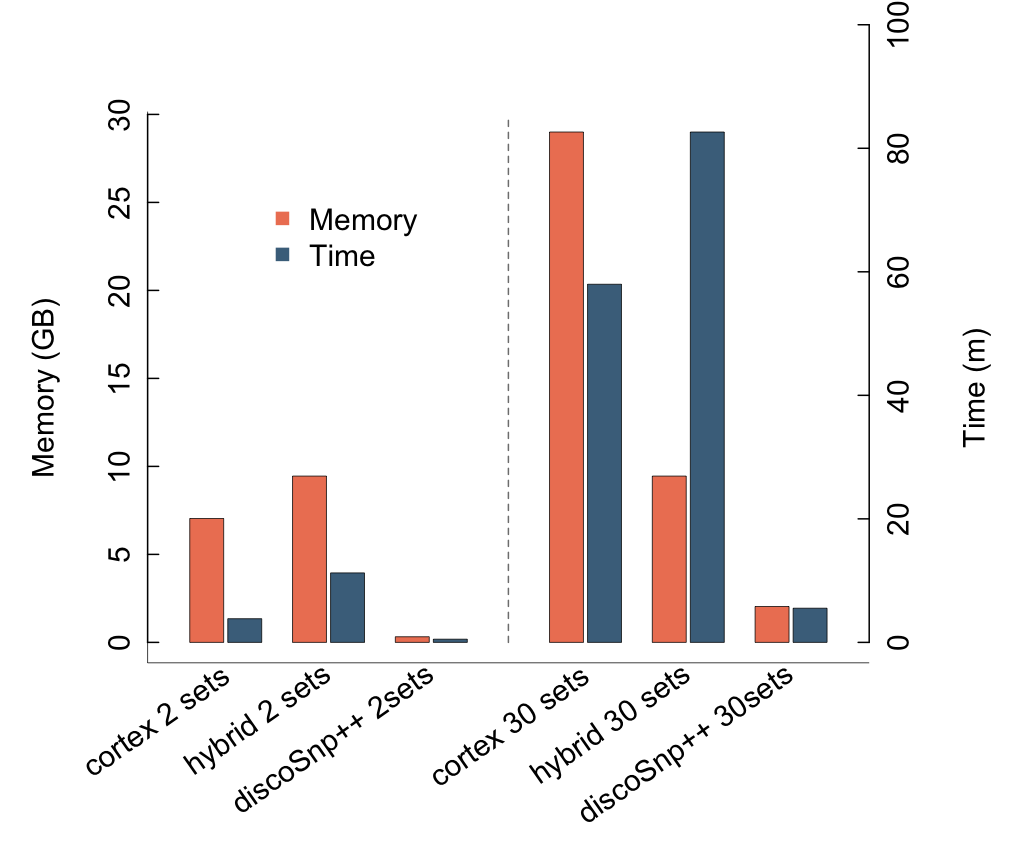 100
80
60
40
20
0
Time (m)
30
25
20
15
10
5
0
Memory (GB)
Memory
Time
cortex 2 sets
hybrid 2 sets
discoSnp++ 2sets
cortex 30 sets
hybrid 30 sets
discoSnp++ 30sets